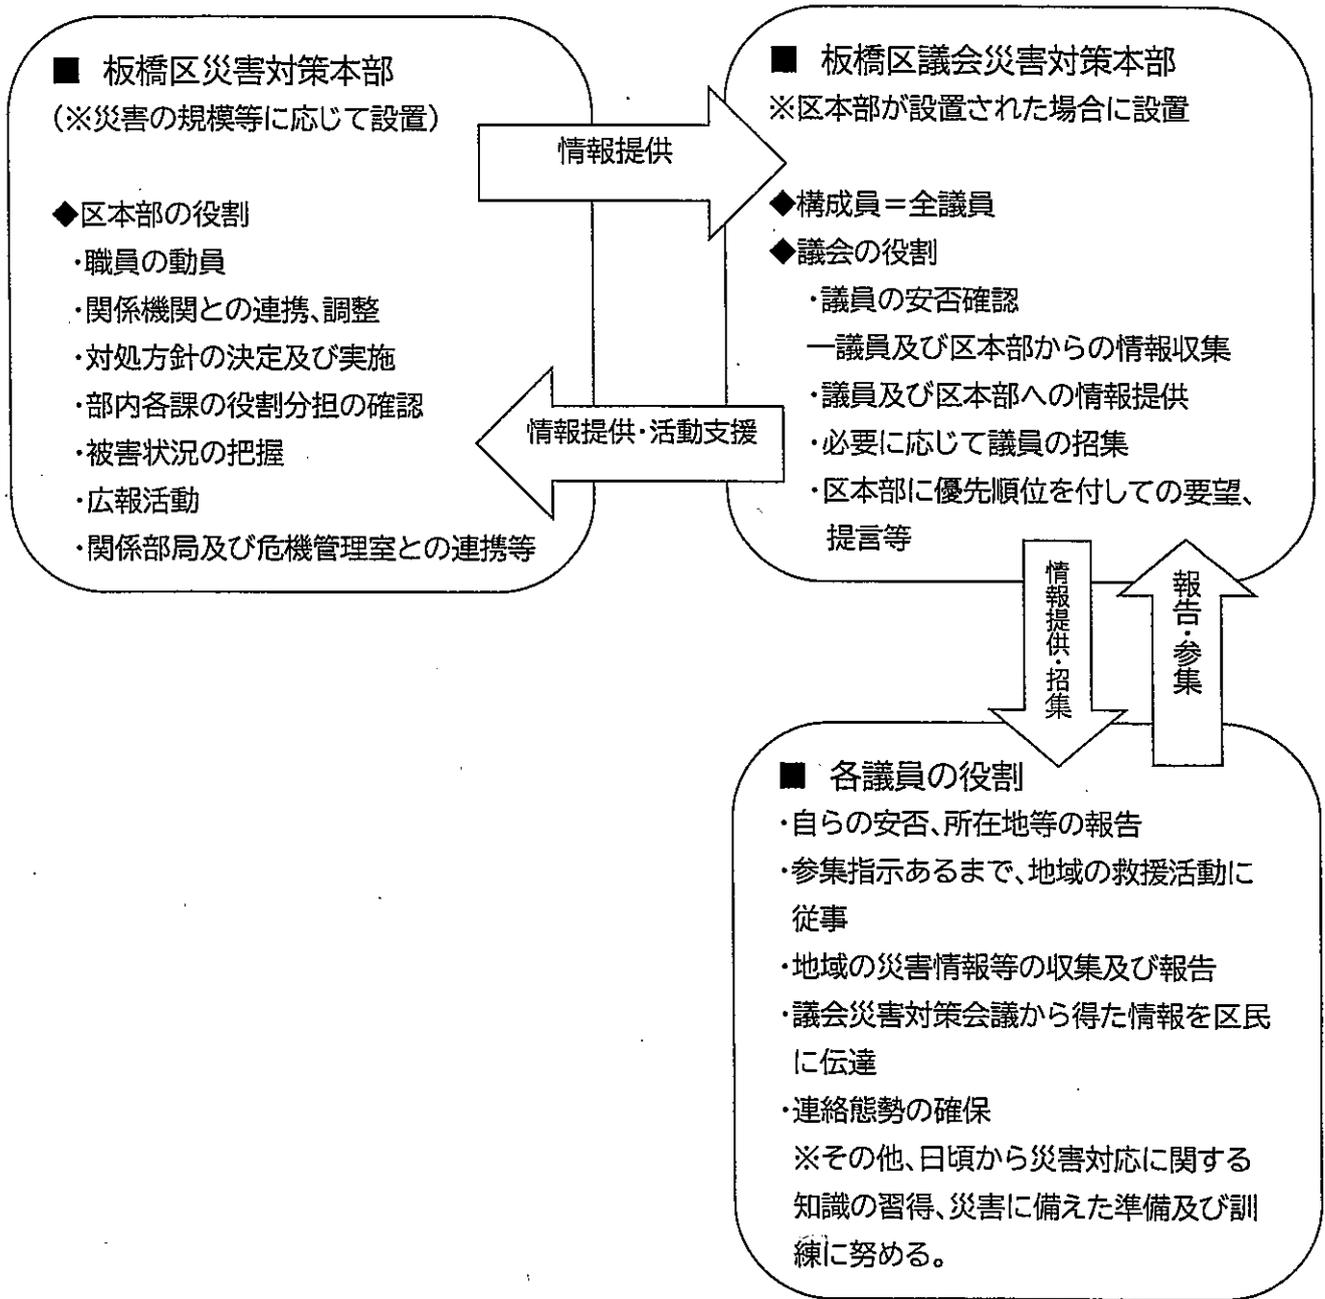 ■ 板橋区災害対策本部
（※災害の規模等に応じて設置）
◆区本部の役割
・職員の動員
・関係機関との連携、調整
・対処方針の決定及び実施
・部内各課の役割分担の確認
・被害状況の把握
・広報活動
・関係部局及び危機管理室との連携等
情報提供
情報提供・活動支援
■ 板橋区議会災害対策本部
※区本部が設置された場合に設置
◆構成員＝全議員
◆議会の役割
・議員の安否確認
―議員及び区本部からの情報収集
・議員及び区本部への情報提供
・必要に応じて議員の招集
・区本部に優先順位を付しての要望、
提言等
情報提供・招集
報告・参集
■ 各議員の役割
・自らの安否、所在地等の報告
・参集指示あるまで、地域の救援活動に
従事
・地域の災害情報等の収集及び報告
・議会災害対策会議から得た情報を区民
に伝達
・連絡態勢の確保
※その他、日頃から災害対応に関する
知識の習得、災害に備えた準備及び訓
練に努める。